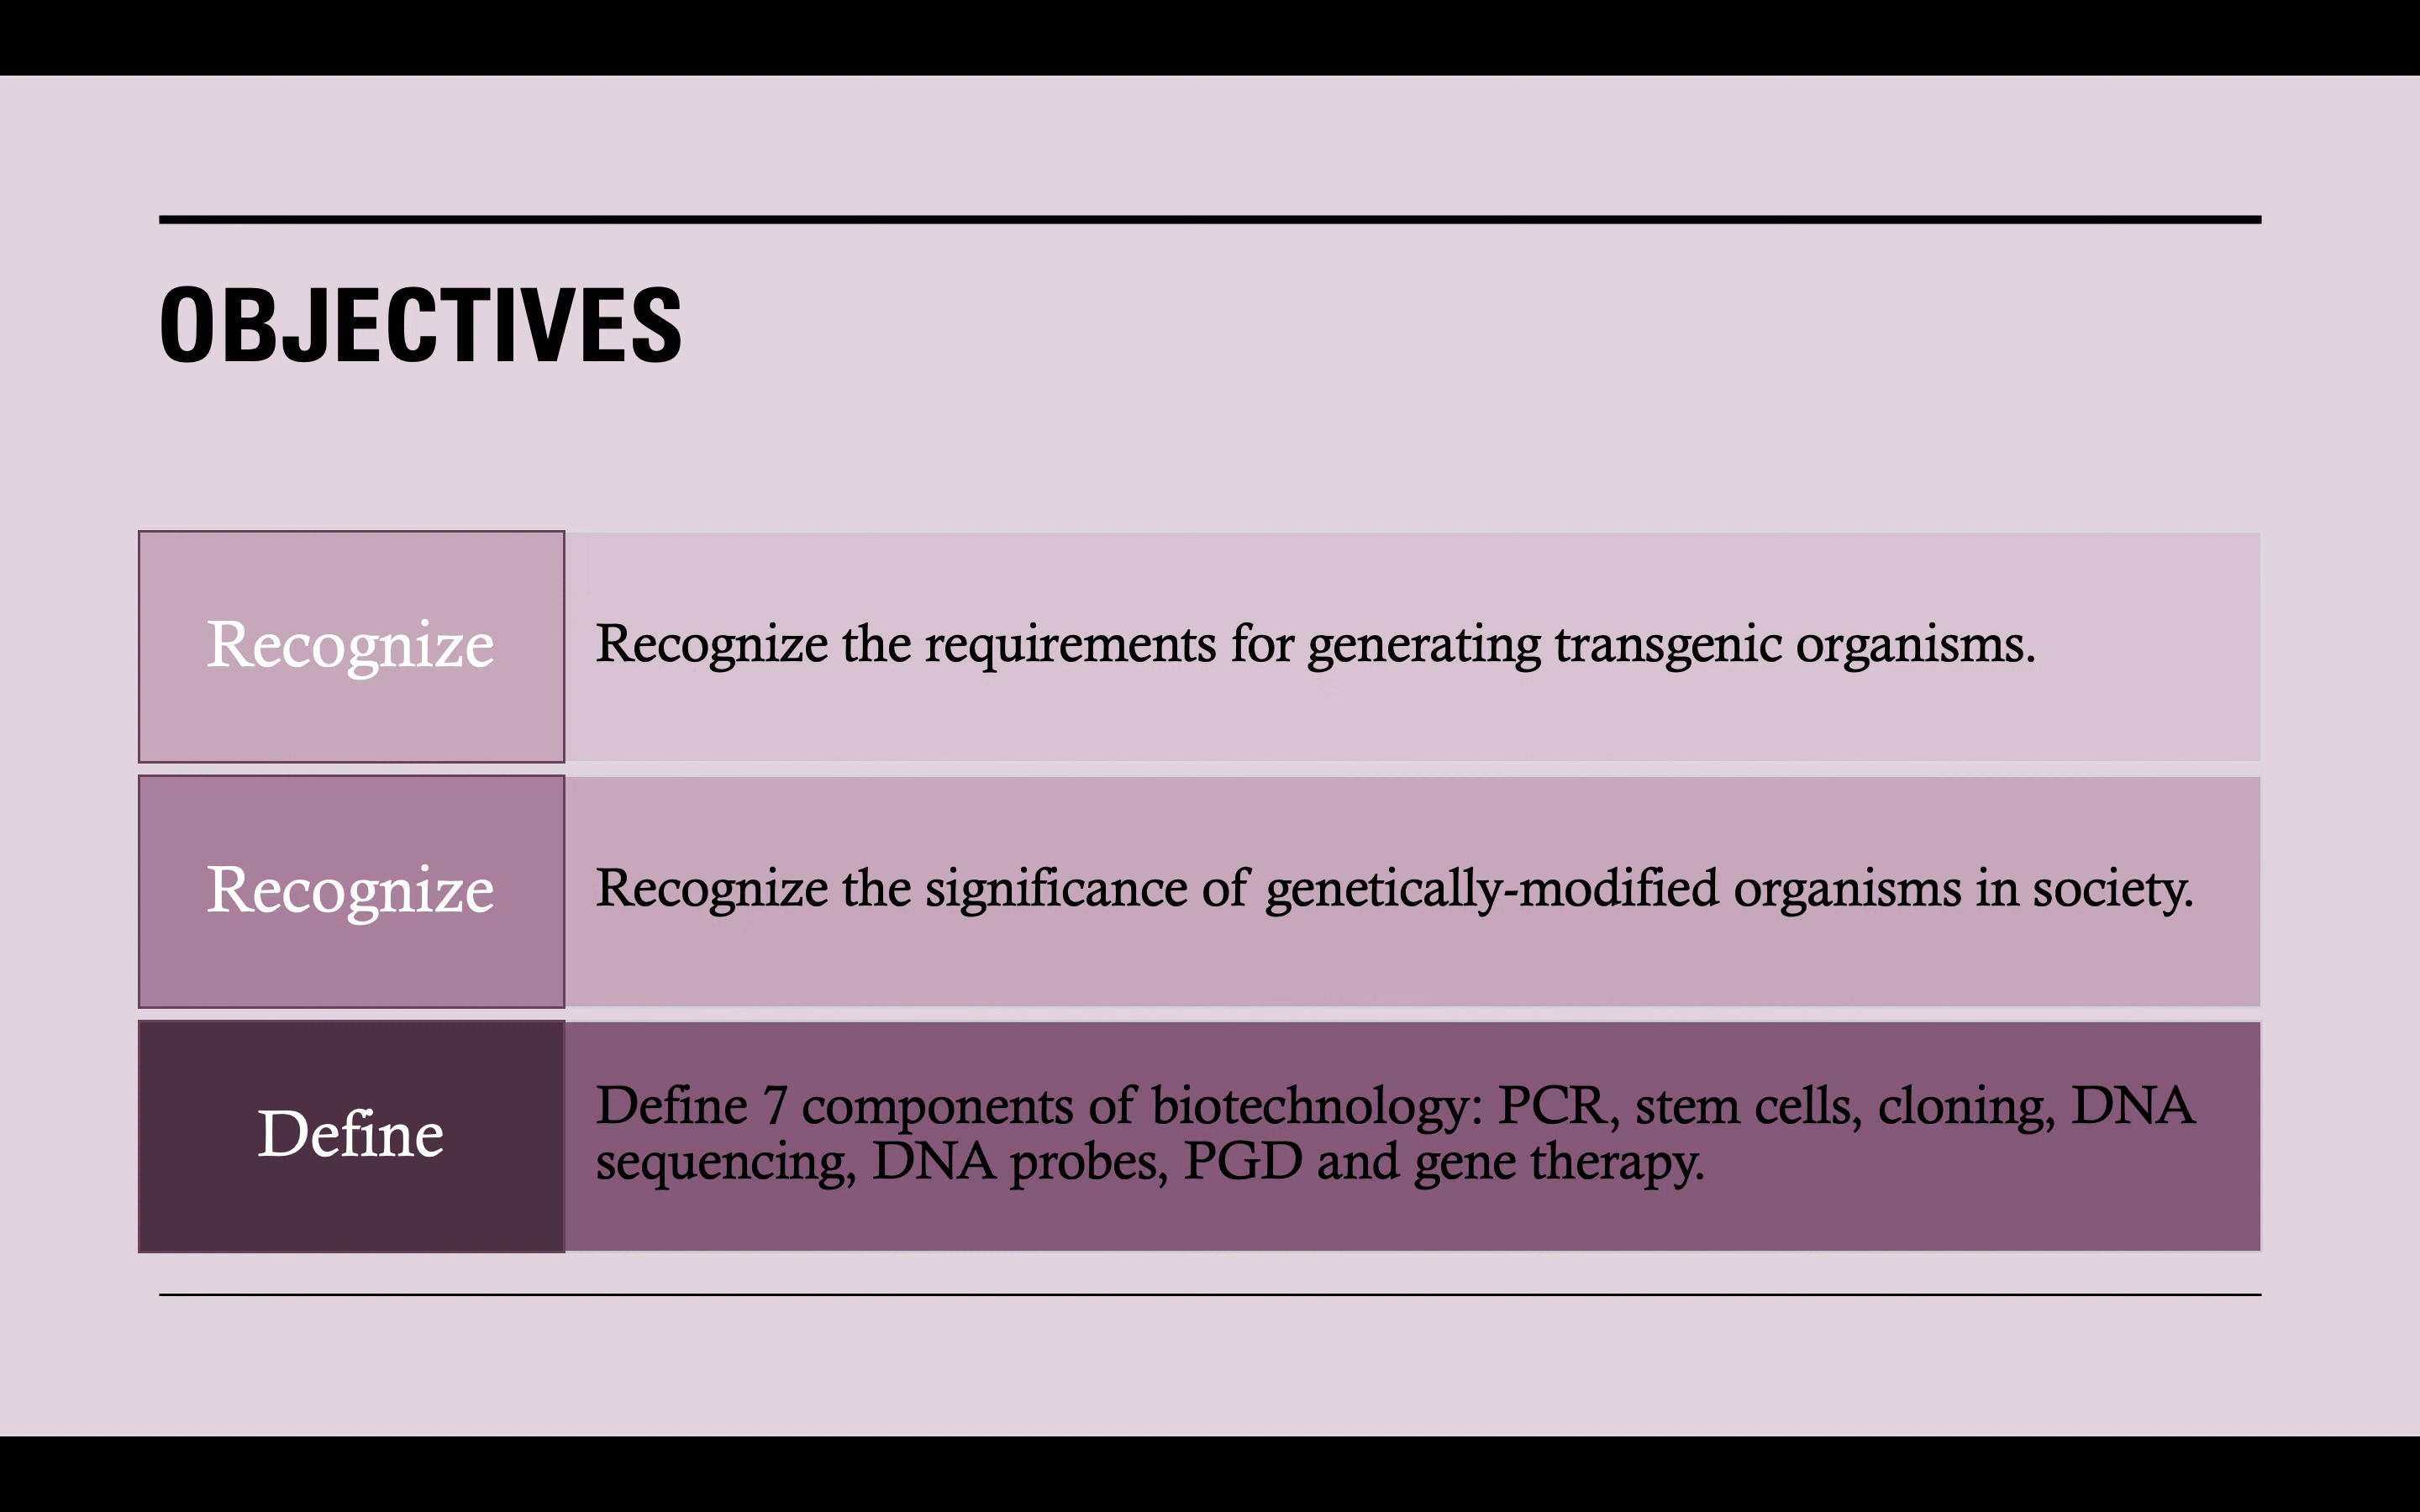 OBJECTIVES
Recognize
Recognize the requirements for generating transgenic organisms.
Recognize
Recognize the significance of genetically-modified organisms in society.
Define
Define 7 components of biotechnology: PCR, stem cells, cloning, DNA
sequencing, DNA probes, PGD and gene therapy.